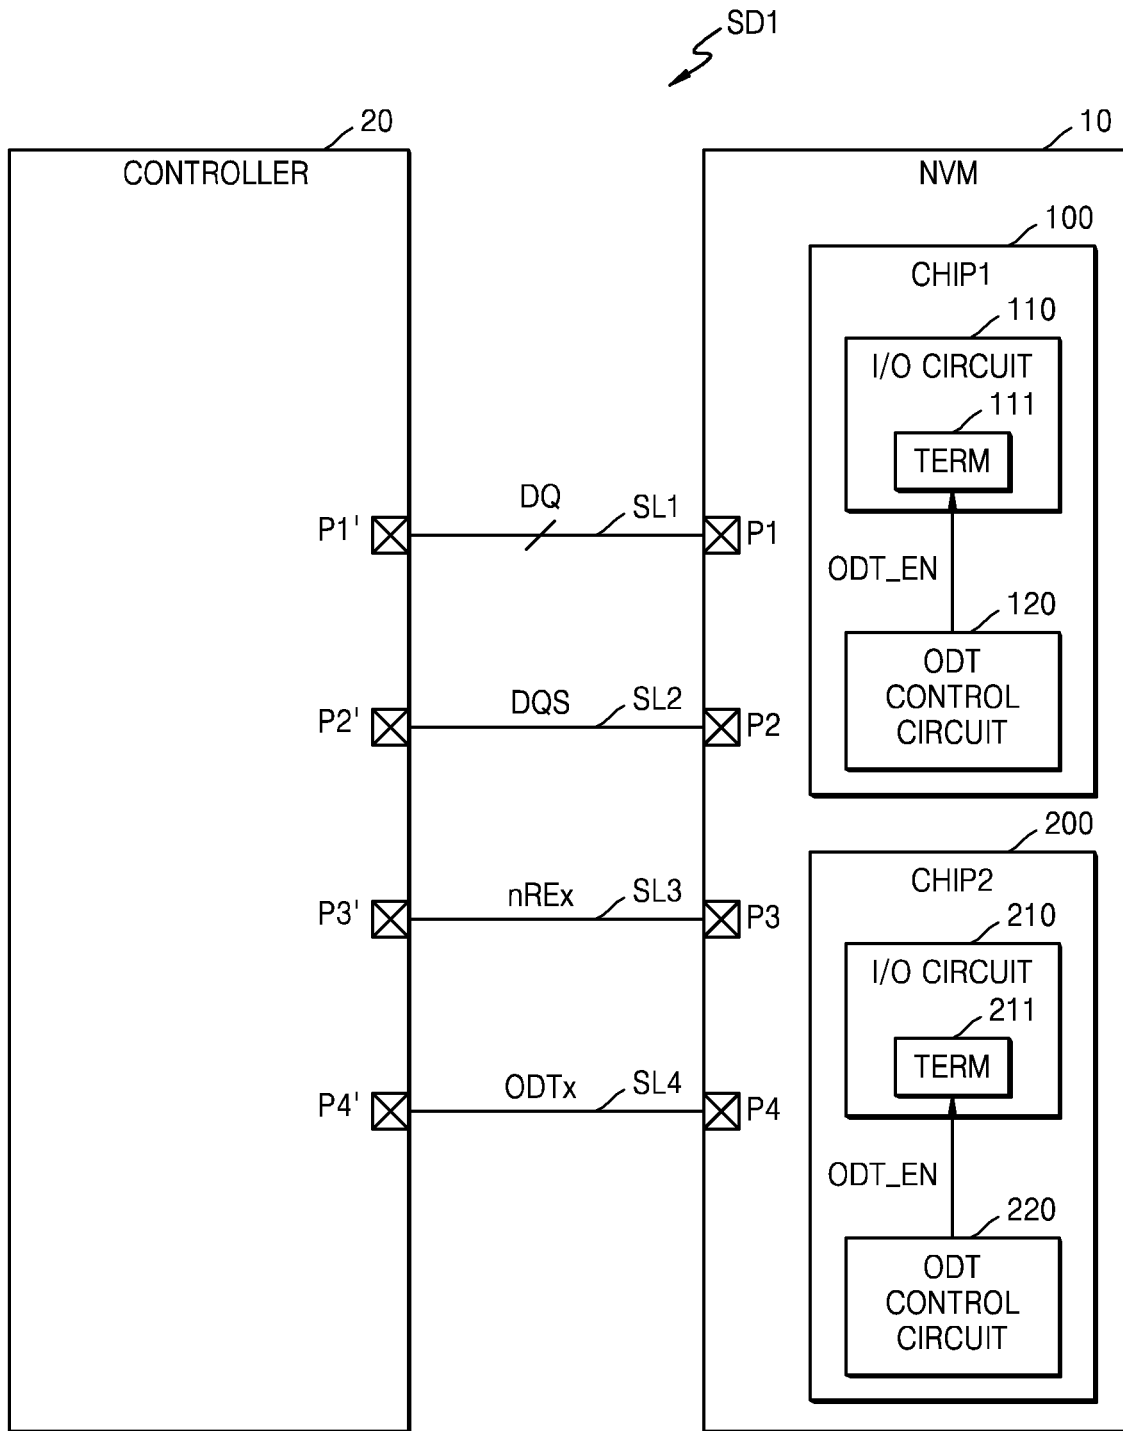 SD1
20
CONTROLLER
10
NVM
100
CHIP1
110
I/O CIRCUIT
111
TERM
P1'
DQ
SL1
P1
ODT_EN
120
ODT
CONTROL
CIRCUIT
P2'
DQS
SL2
P2
200
CHIP2
P3'
nREx
SL3
P3
210
I/O CIRCUIT
211
TERM
P4'
ODTx
SL4
P4
ODT_EN
220
ODT
CONTROL
CIRCUIT